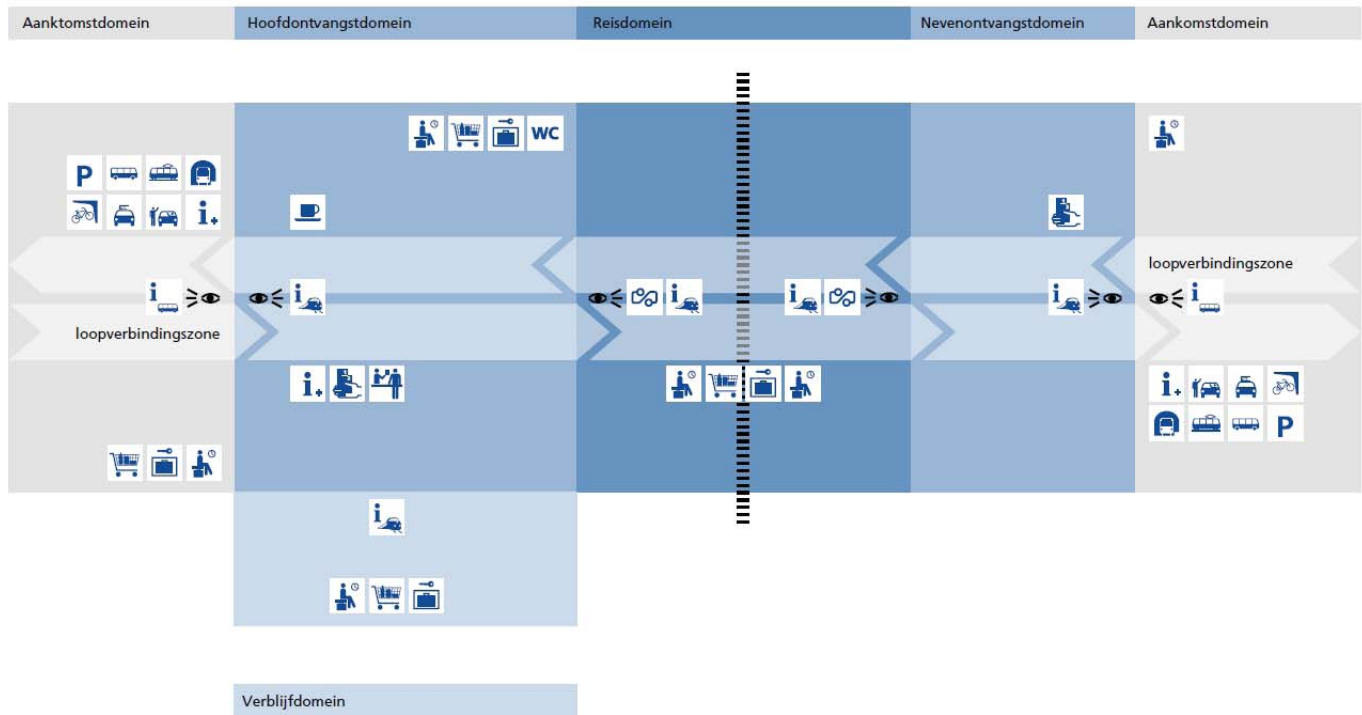 Aanktomstdomein
Hoofdontvangstdomein
Reisdomein
Nevenontvangstdomein
Aankomstdomein
WC
P
i+
loopverbindingszone
i
i
i
i
i
i
loopverbindingszone
i+
i+
P
i
Verblijfdomein